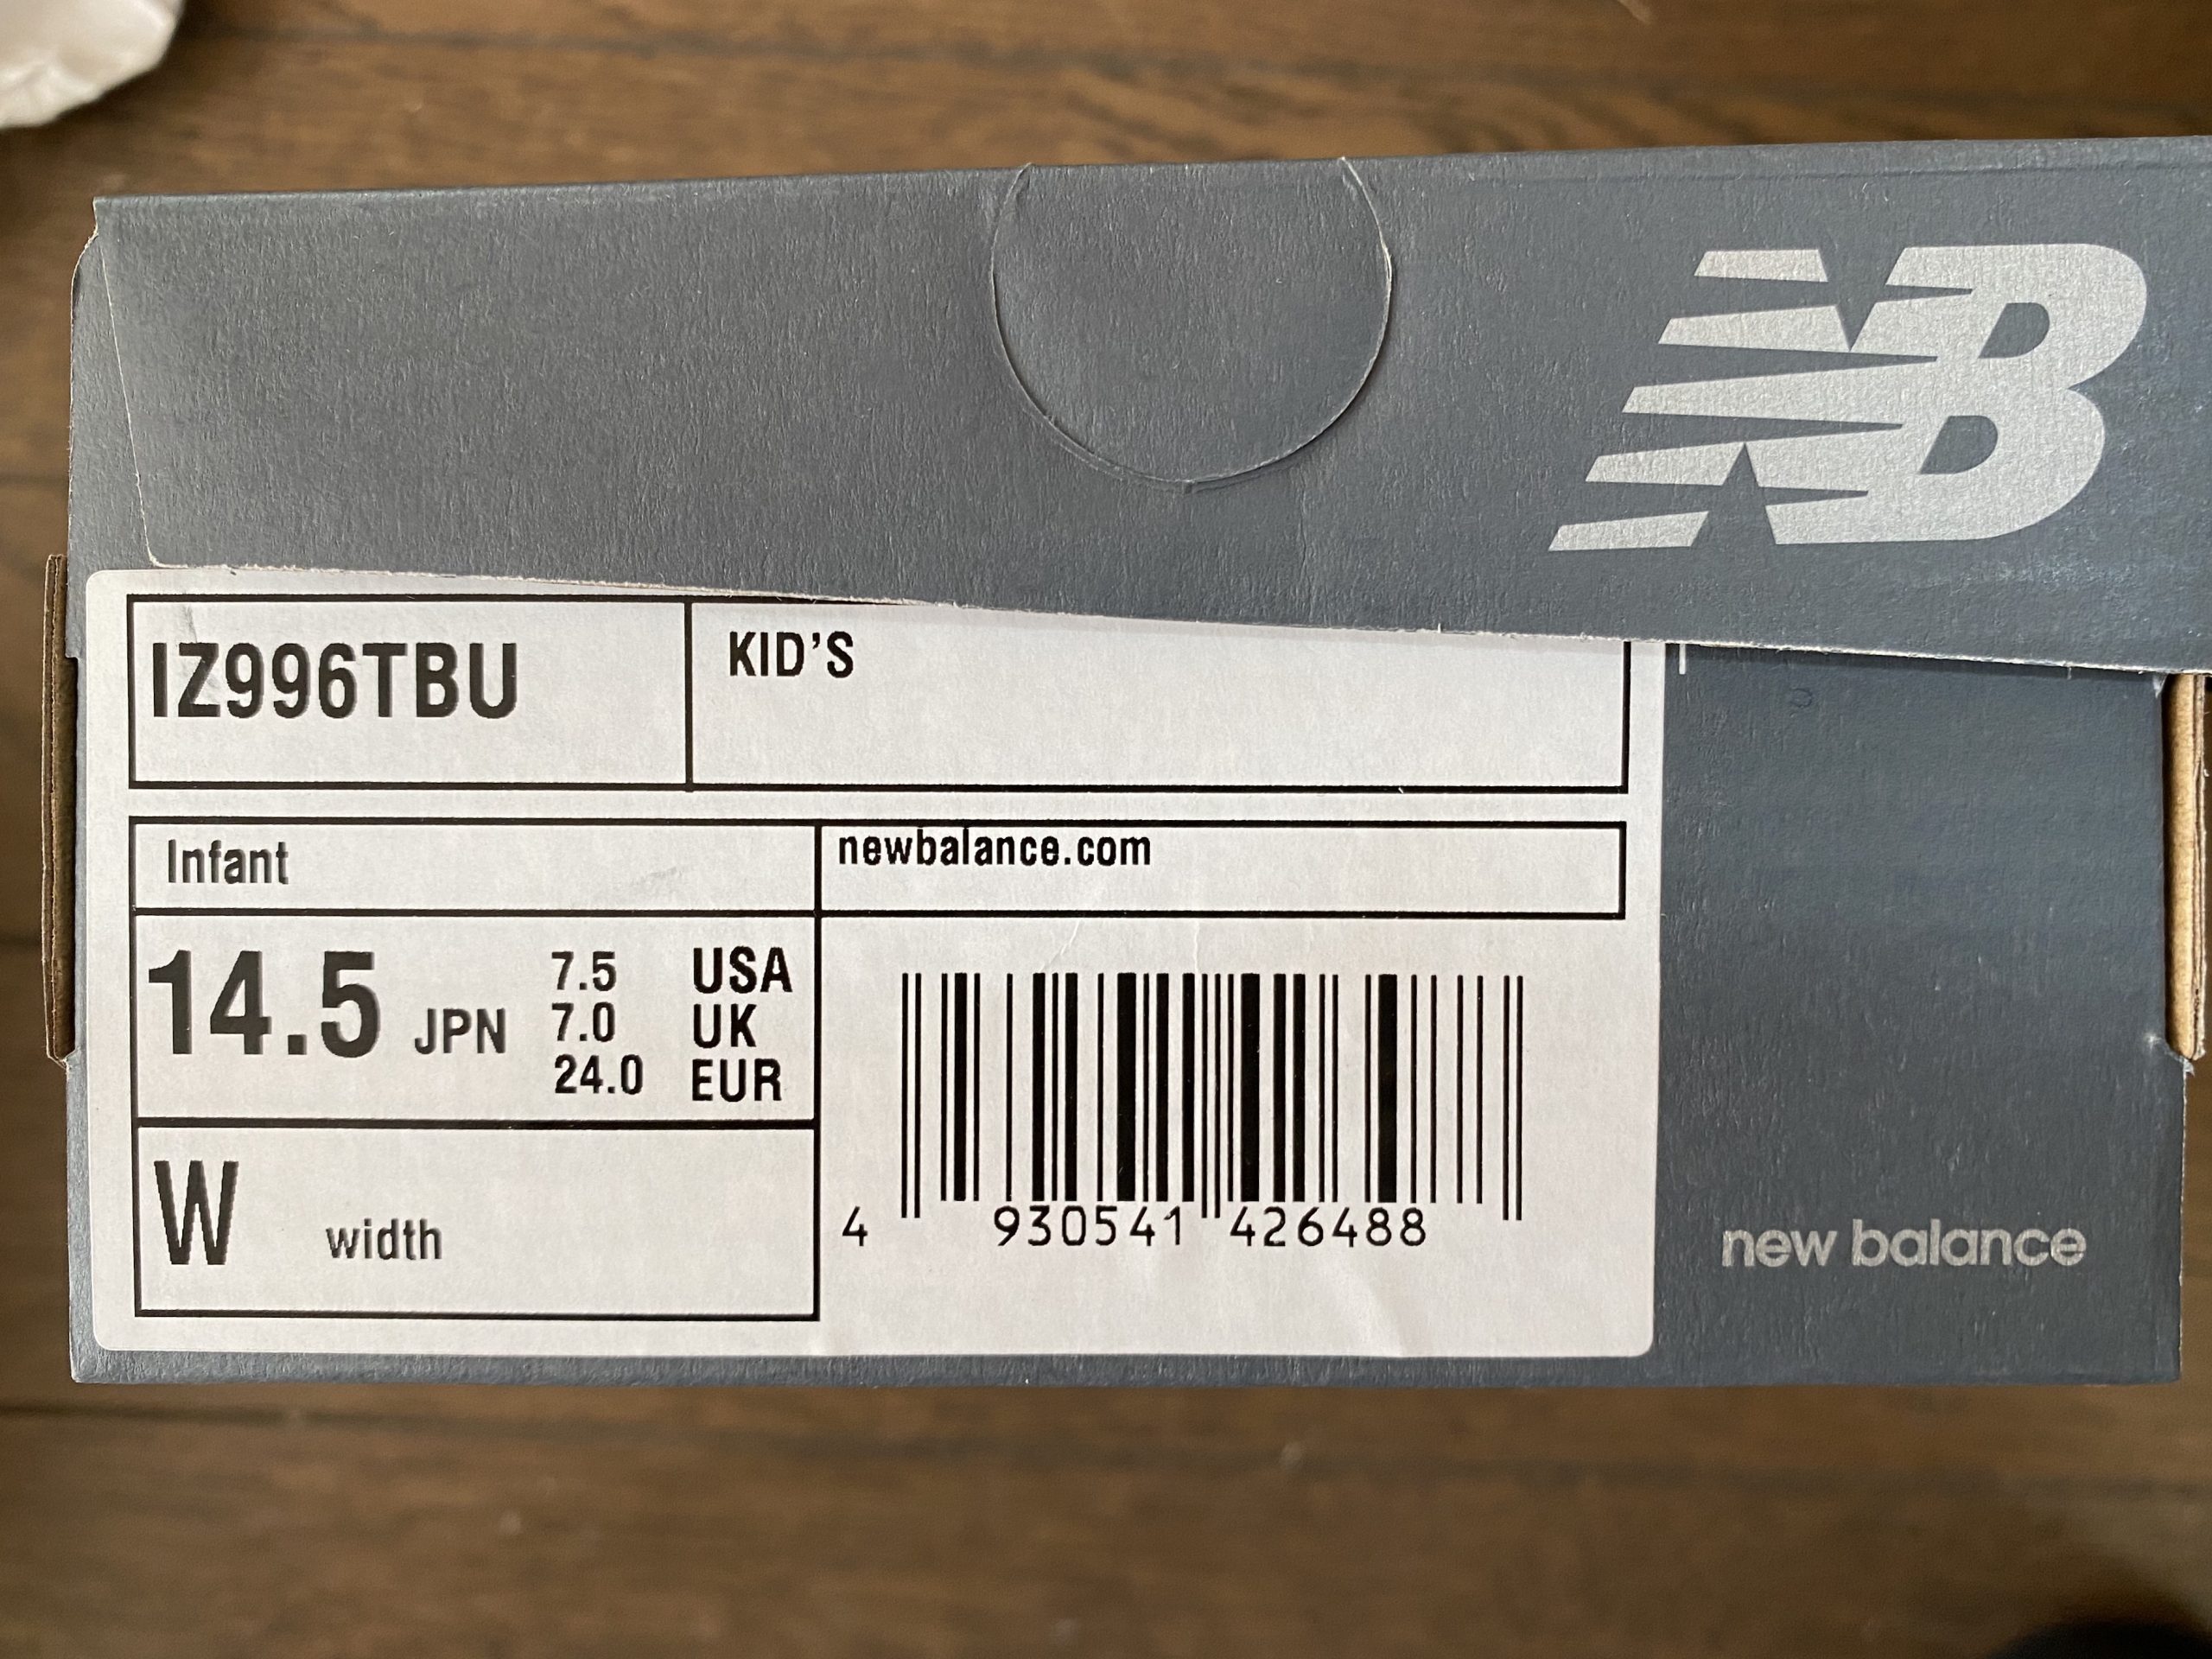 NB
IZ996TBU
KID'S
Infant
newbalance.com
14.5 JPN
7.5 USA
7.0 UK
24.0 EUR
W width
4 930541 426488
new balance